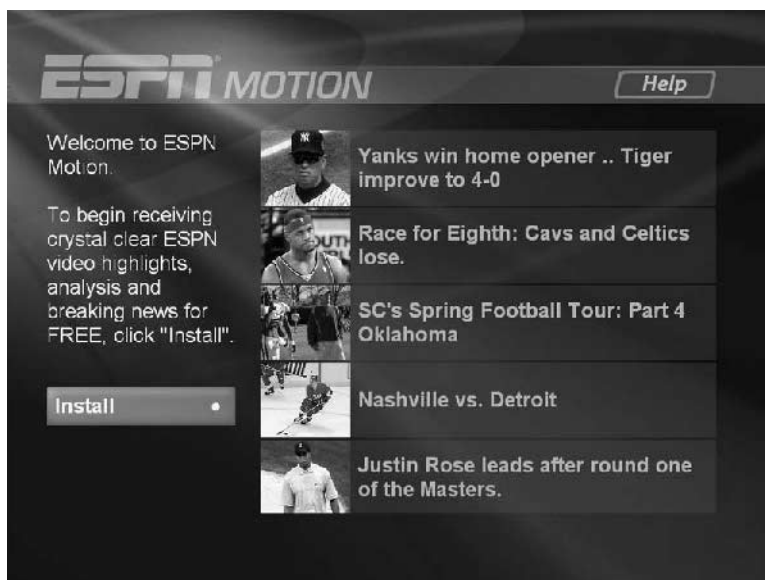 ESPN MOTION
Help
Welcome to ESPN
Motion.
To begin receiving
crystal clear ESPN
video highlights,
analysis and
breaking news for
FREE, click "Install".
Install
Yanks win home opener .. Tiger
improve to 4-0
Race for Eighth: Cavs and Celtics
lose.
SC's Spring Football Tour: Part 4
Oklahoma
Nashville vs. Detroit
Justin Rose leads after round one
of the Masters.